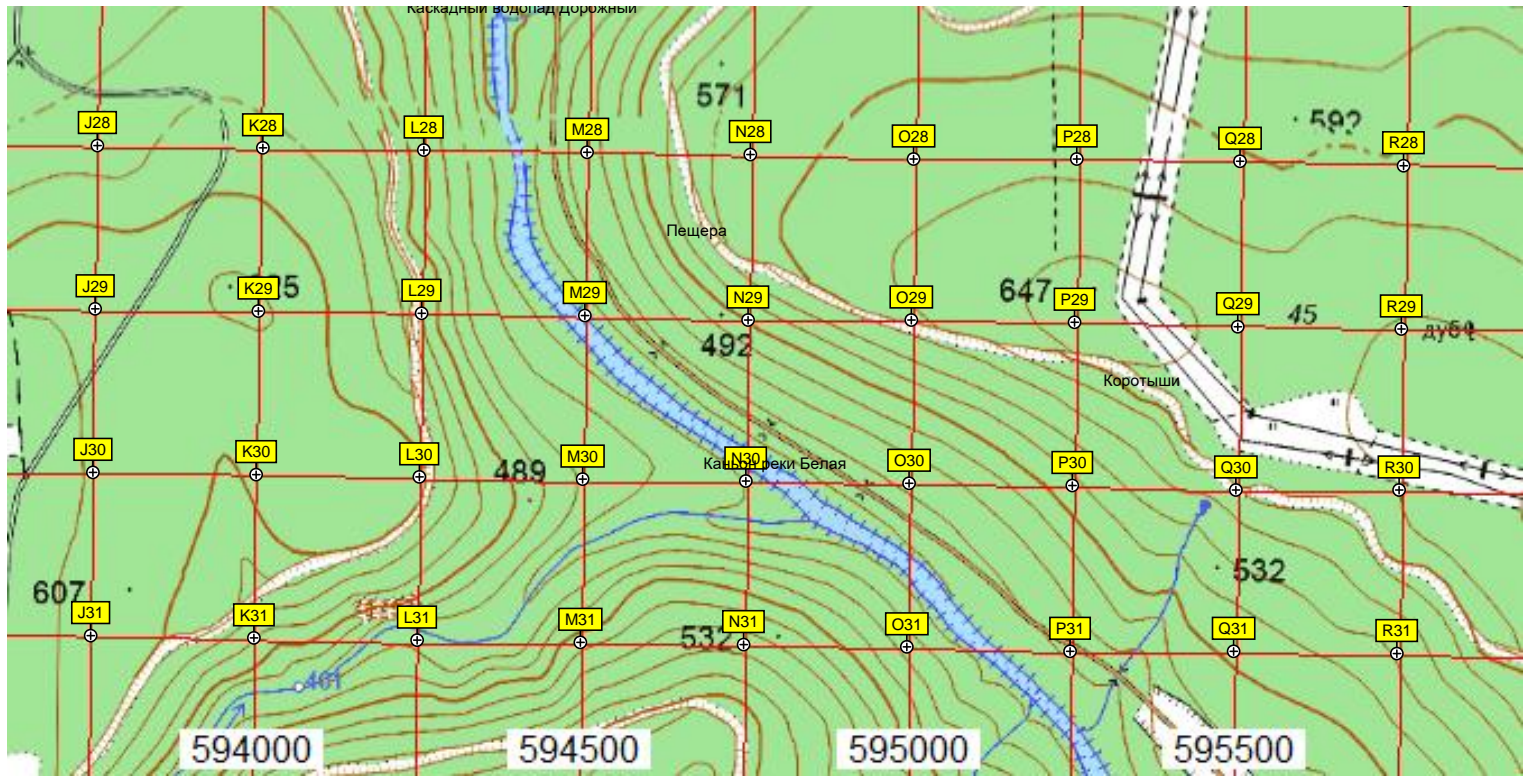 Каскадный водопад Дорожный
571
592
J28 K28 L28 M28 N28 O28 P28 Q28 R28
Пещера
647
45
J29 K29 L29 M29 N29 O29 P29 Q29 R29
492
Коротыши
489
J30 K30 L30 M30 N30 O30 P30 Q30 R30
Каньон реки Белая
532
607
J31 K31 L31 M31 N31 O31 P31 Q31 R31
532
401
594000 594500 595000 595500